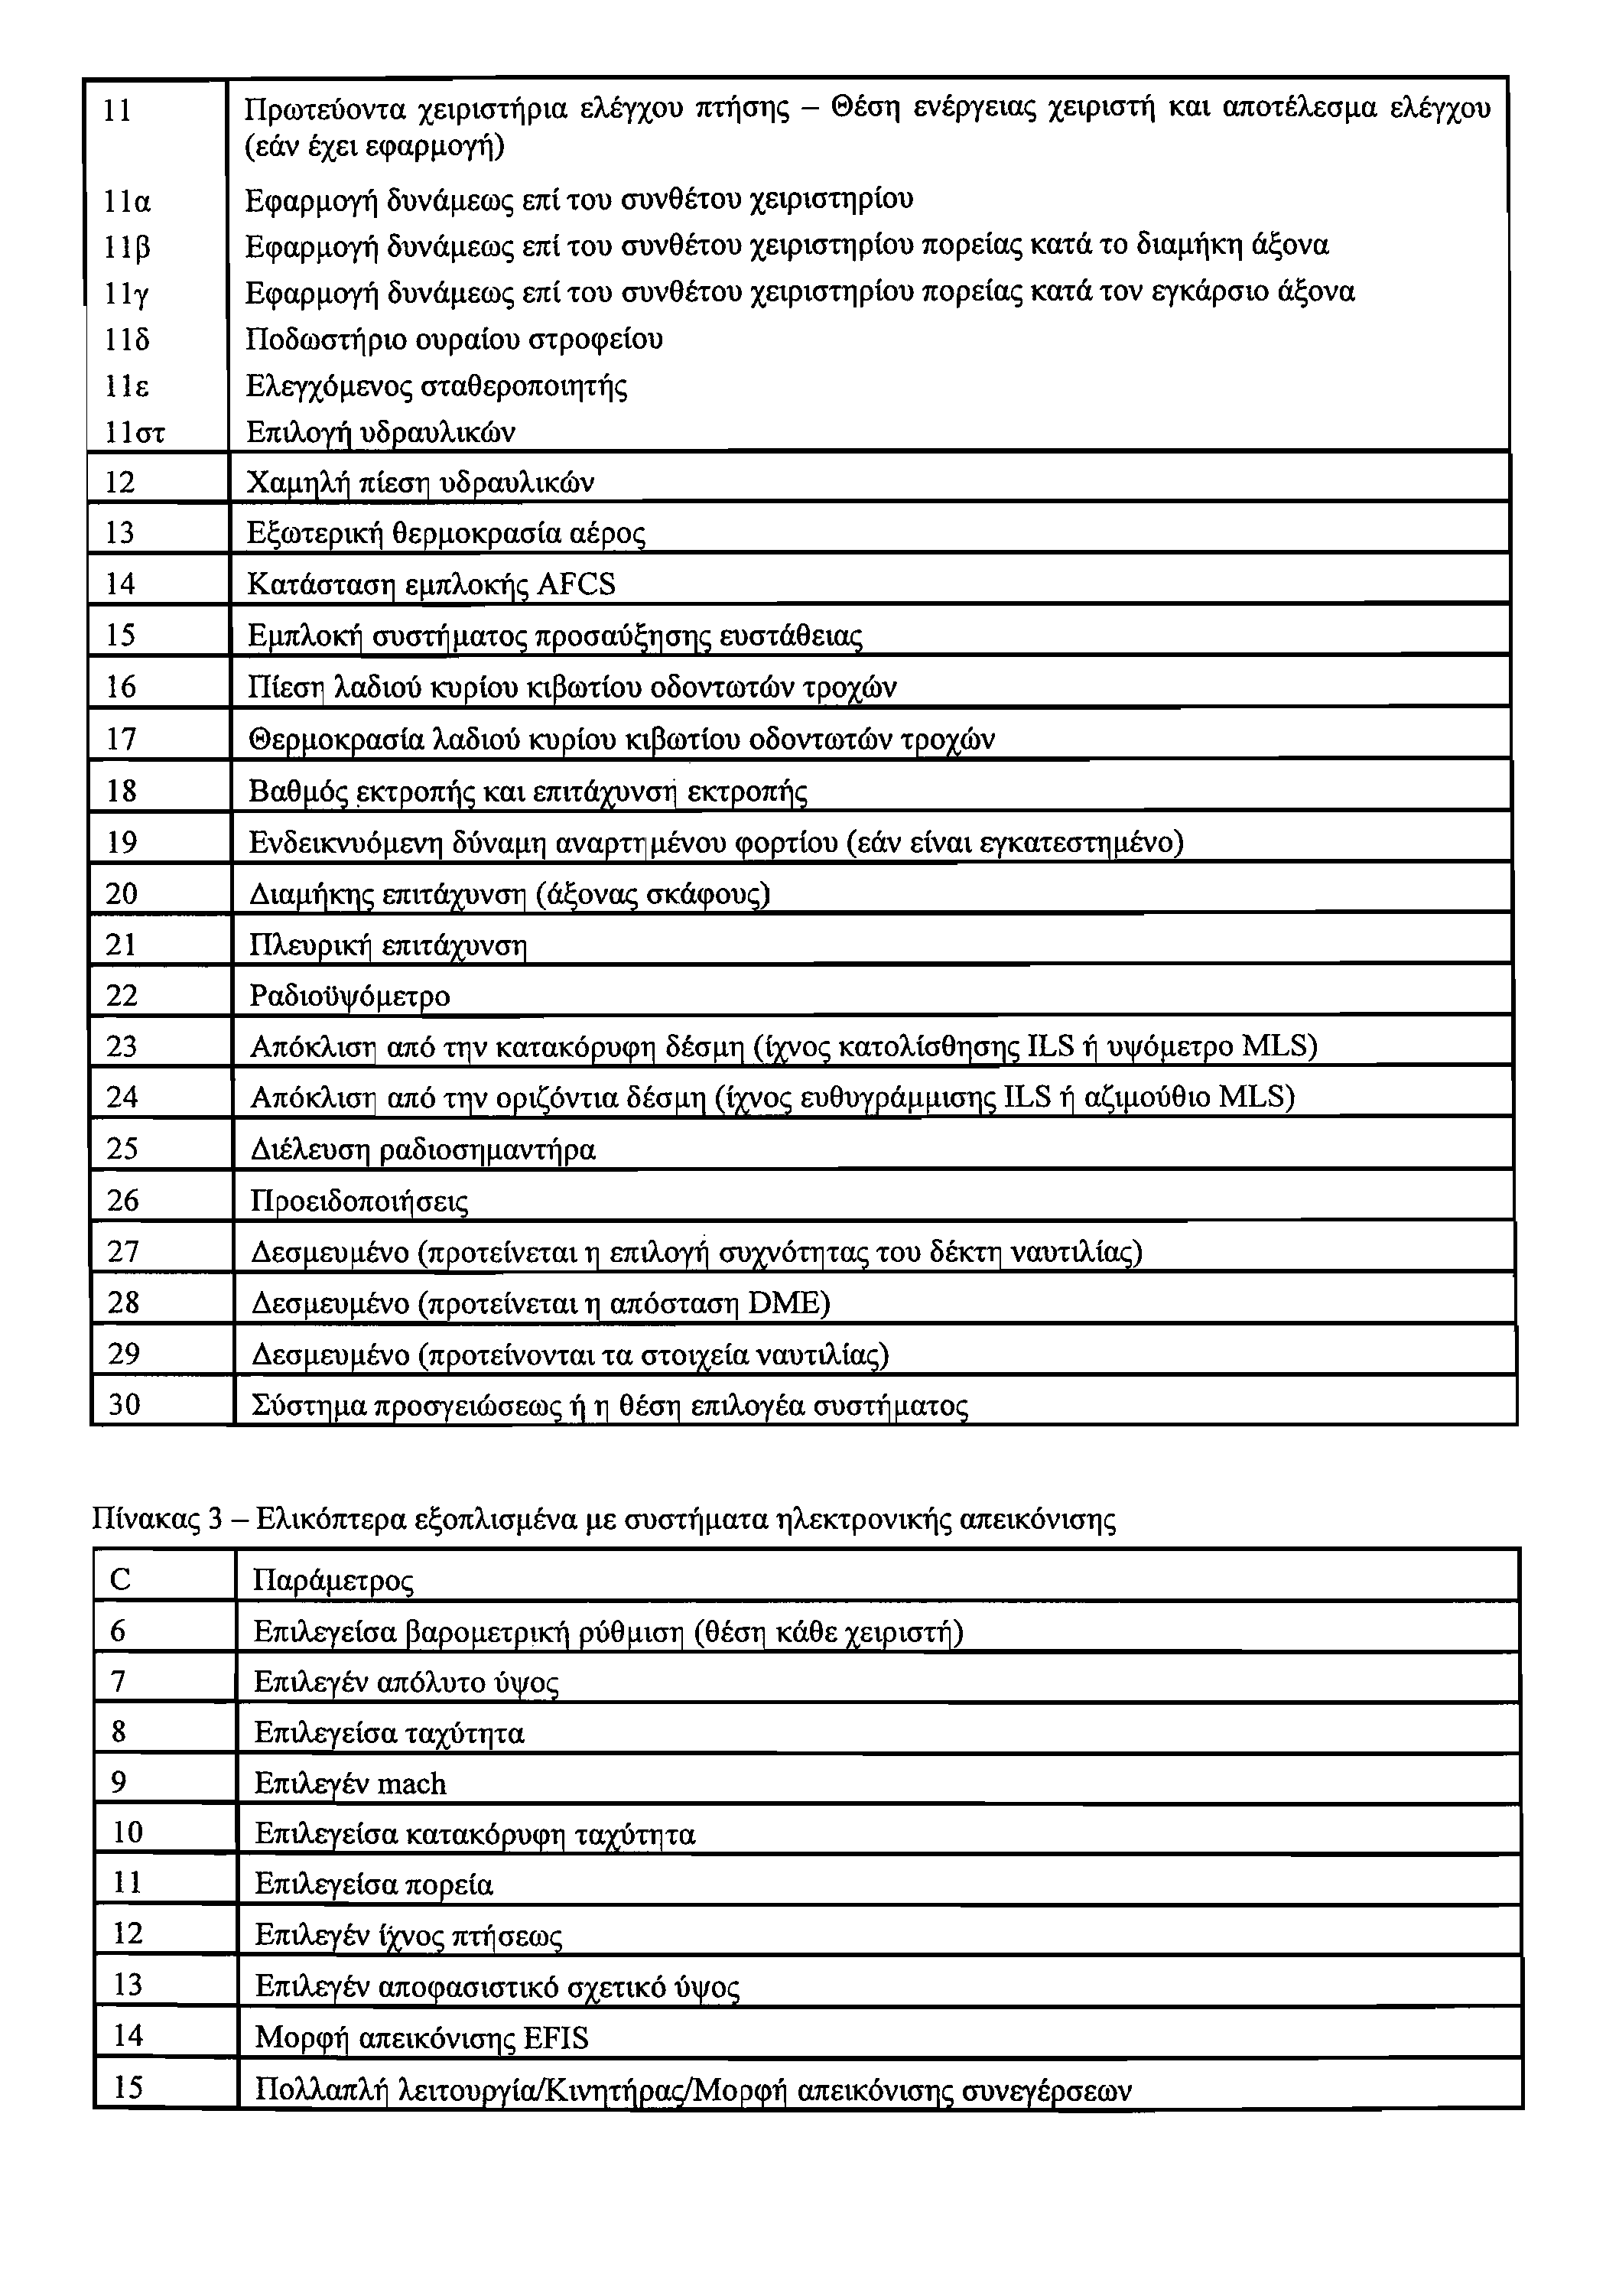 11 Πρωτεύοντα χειριστήρια ελέγχου πτήσης – Θέση ενέργειας χειριστή και αποτέλεσμα ελέγχου
(εάν έχει εφαρμογή)
11α Εφαρμογή δυνάμεως επί του συνθέτου χειριστηρίου
11β Εφαρμογή δυνάμεως επί του συνθέτου χειριστηρίου πορείας κατά το διαμήκη άξονα
11γ Εφαρμογή δυνάμεως επί του συνθέτου χειριστηρίου πορείας κατά τον εγκάρσιο άξονα
11δ Ποδωστήριο ουραίου στροφείου
11ε Ελεγχόμενος σταθεροποιητής
11στ Επιλογή υδραυλικών
12 Χαμηλή πίεση υδραυλικών
13 Εξωτερική θερμοκρασία αέρος
14 Κατάσταση εμπλοκής AFCS
15 Εμπλοκή συστήματος προσαύξησης ευστάθειας
16 Πίεση λαδιού κυρίου κιβωτίου οδοντωτών τροχών
17 Θερμοκρασία λαδιού κυρίου κιβωτίου οδοντωτών τροχών
18 Βαθμός εκτροπής και επιτάχυνση εκτροπής
19 Ενδεικνυόμενη δύναμη αναρτημένου φορτίου (εάν είναι εγκατεστημένο)
20 Διαμήκης επιτάχυνση (άξονας σκάφους)
21 Πλευρική επιτάχυνση
22 Ραδιοϋψόμετρο
23 Απόκλιση από την κατακόρυφη δέσμη (ίχνος κατολίσθησης ILS ή υψόμετρο MLS)
24 Απόκλιση από την οριζόντια δέσμη (ίχνος ευθυγράμμισης ILS ή αζιμούθιο MLS)
25 Διέλευση ραδιοσημαντήρα
26 Προειδοποιήσεις
27 Δεσμευμένο (προτείνεται η επιλογή συχνότητας του δέκτη ναυτιλίας)
28 Δεσμευμένο (προτείνεται η απόσταση DME)
29 Δεσμευμένο (προτείνονται τα στοιχεία ναυτιλίας)
30 Σύστημα προσγειώσεως ή η θέση επιλογέα συστήματος
Πίνακας 3 – Ελικόπτερα εξοπλισμένα με συστήματα ηλεκτρονικής απεικόνισης
C Παράμετρος
6 Επιλεγείσα βαρομετρική ρύθμιση (θέση κάθε χειριστή)
7 Επιλεγέν απόλυτο ύψος
8 Επιλεγείσα ταχύτητα
9 Επιλεγέν mach
10 Επιλεγείσα κατακόρυφη ταχύτητα
11 Επιλεγείσα πορεία
12 Επιλεγέν ίχνος πτήσεως
13 Επιλεγέν αποφασιστικό σχετικό ύψος
14 Μορφή απεικόνισης EFIS
15 Πολλαπλή λειτουργία/Κινητήρας/Μορφή απεικόνισης συνεγέρσεων